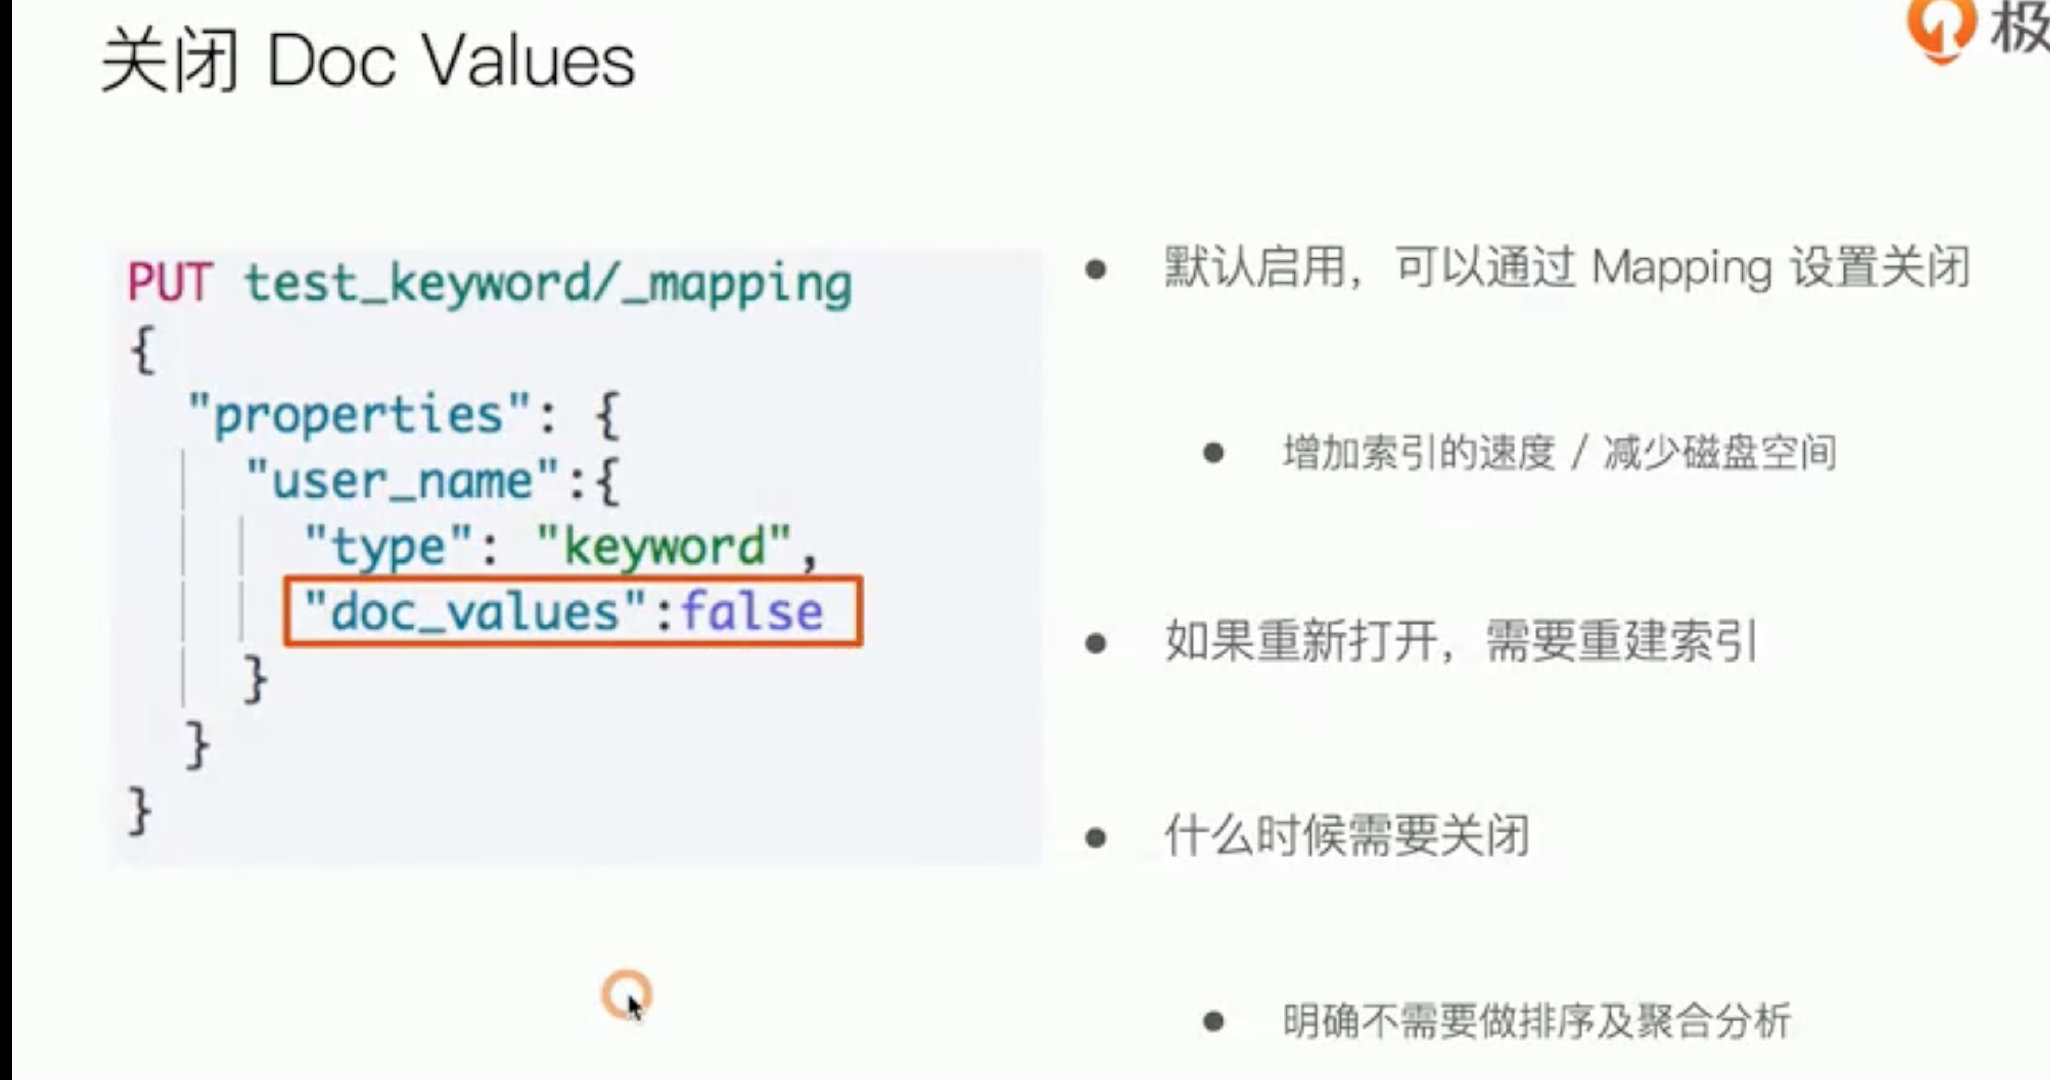 关闭 Doc Values
极
PUT test_keyword/_mapping
{
"properties": {
"user_name":{
"type": "keyword",
"doc_values":false
}
}
}
默认启用，可以通过 Mapping 设置关闭
增加索引的速度 / 减少磁盘空间
如果重新打开，需要重建索引
什么时候需要关闭
明确不需要做排序及聚合分析